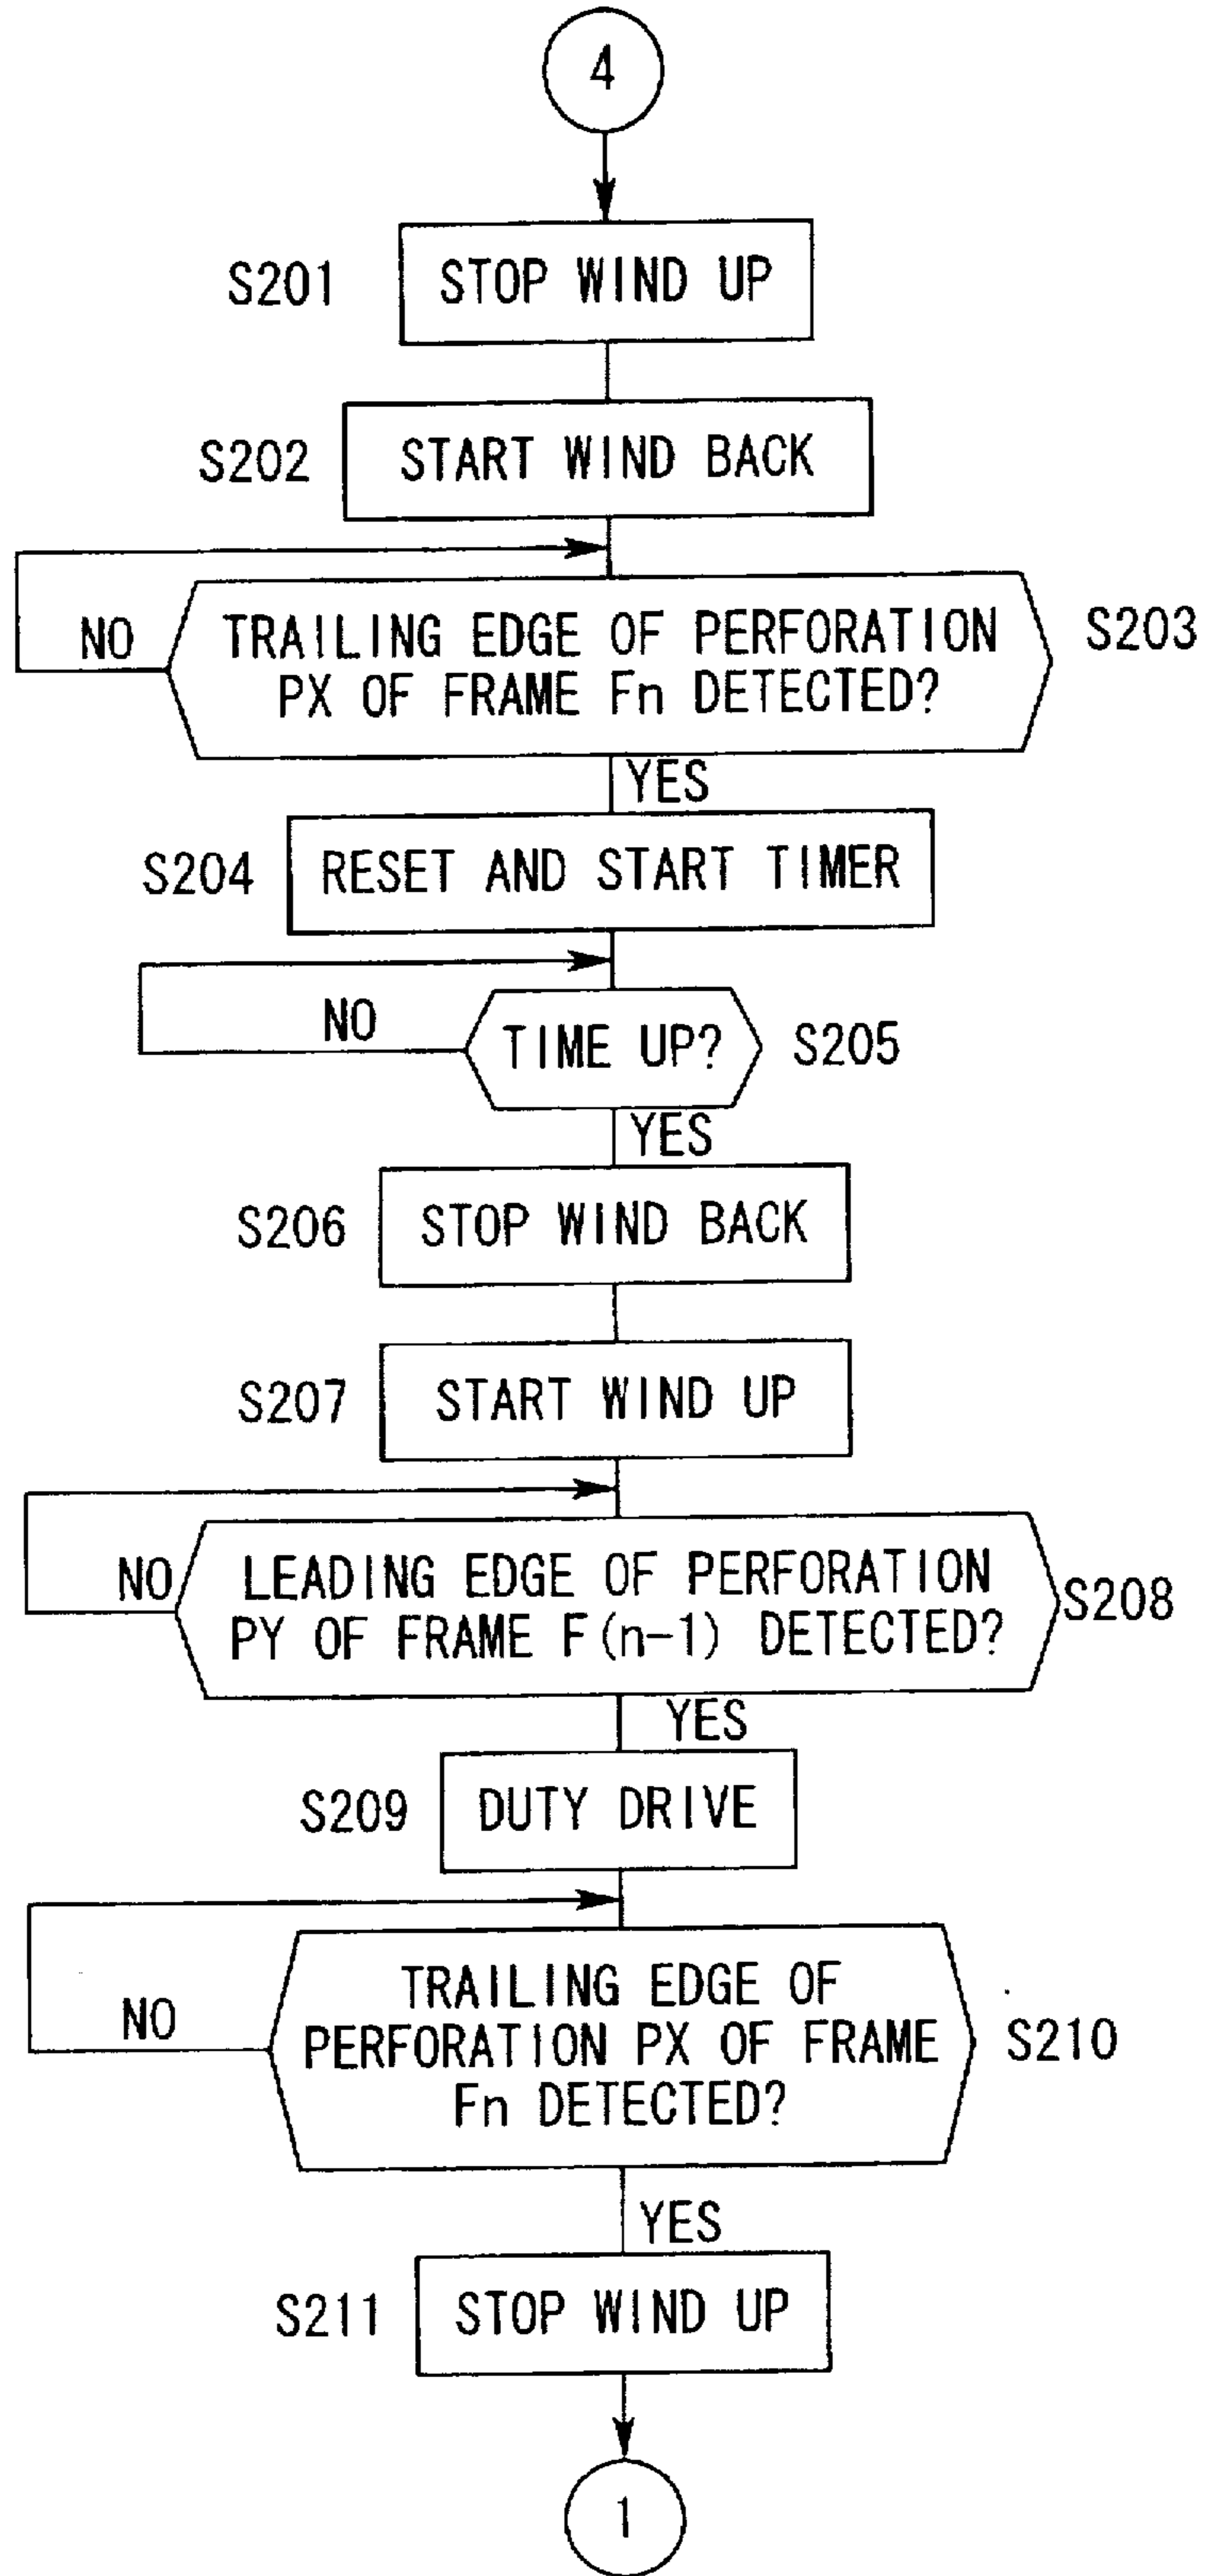 4
S201
STOP WIND UP
S202
START WIND BACK
NO
TRAILING EDGE OF PERFORATION
PX OF FRAME Fn DETECTED?
S203
YES
S204
RESET AND START TIMER
NO
TIME UP?
S205
YES
S206
STOP WIND BACK
S207
START WIND UP
NO
LEADING EDGE OF PERFORATION
PY OF FRAME F(n-1) DETECTED?
S208
YES
S209
DUTY DRIVE
NO
TRAILING EDGE OF
PERFORATION PX OF FRAME
Fn DETECTED?
S210
YES
S211
STOP WIND UP
1